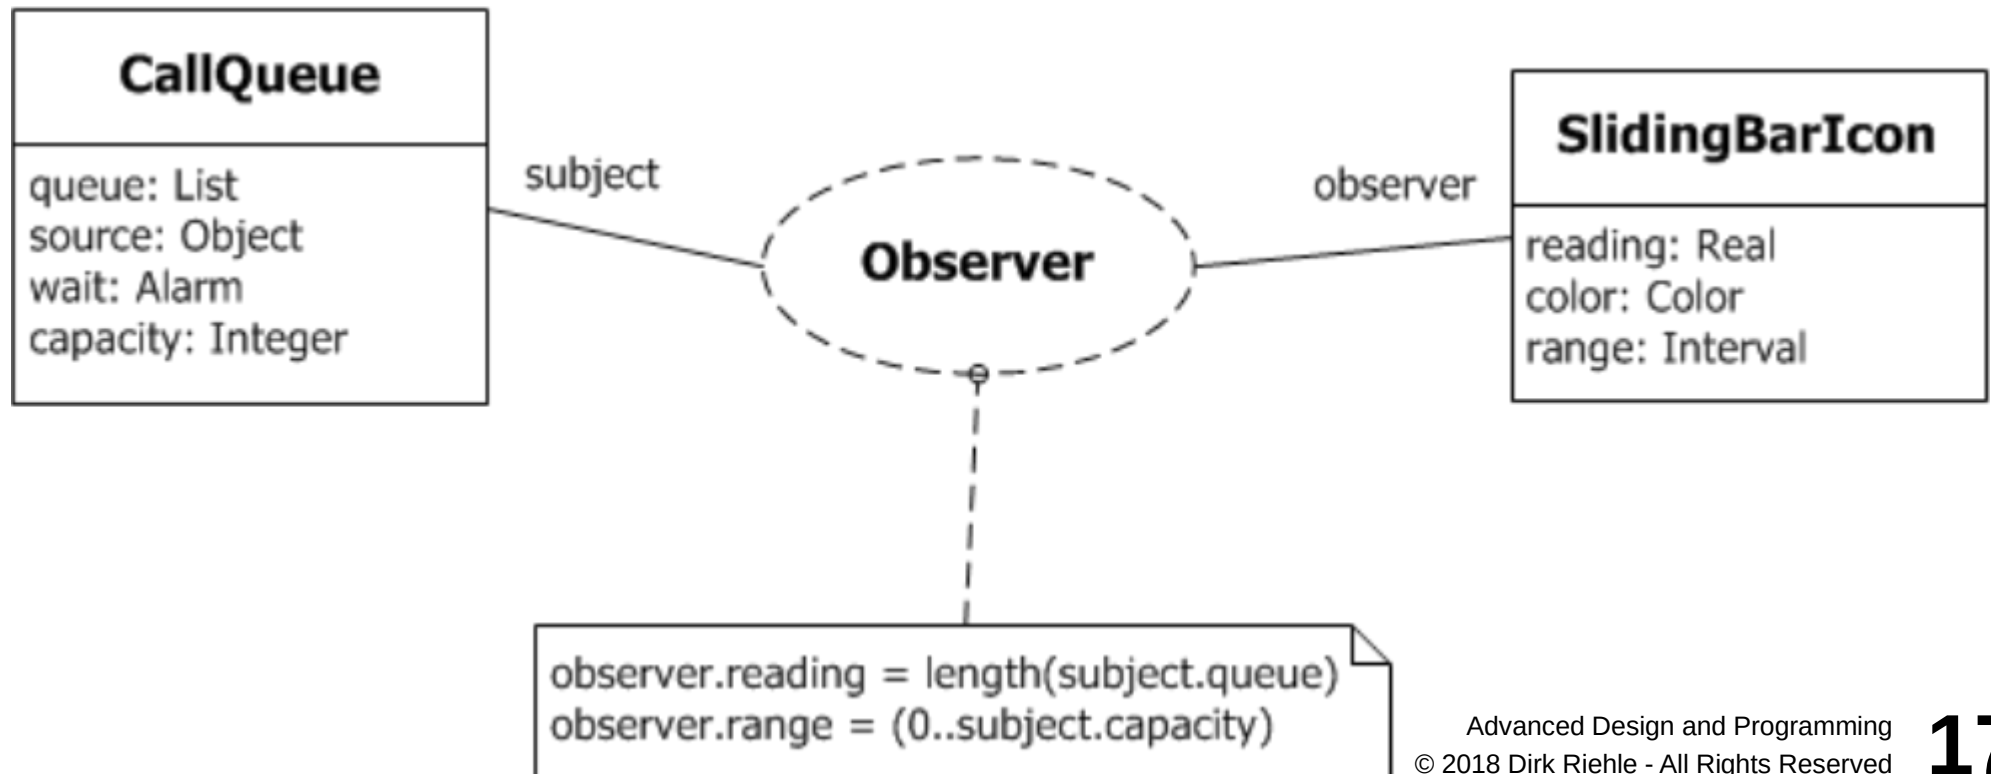 CallQueue
queue: List
source: Object
wait: Alarm
capacity: Integer
subject
Observer
observer
SlidingBarIcon
reading: Real
color: Color
range: Interval
observer.reading = length(subject.queue)
observer.range = (0..subject.capacity)
Advanced Design and Programming
© 2018 Dirk Riehle - All Rights Reserved
17